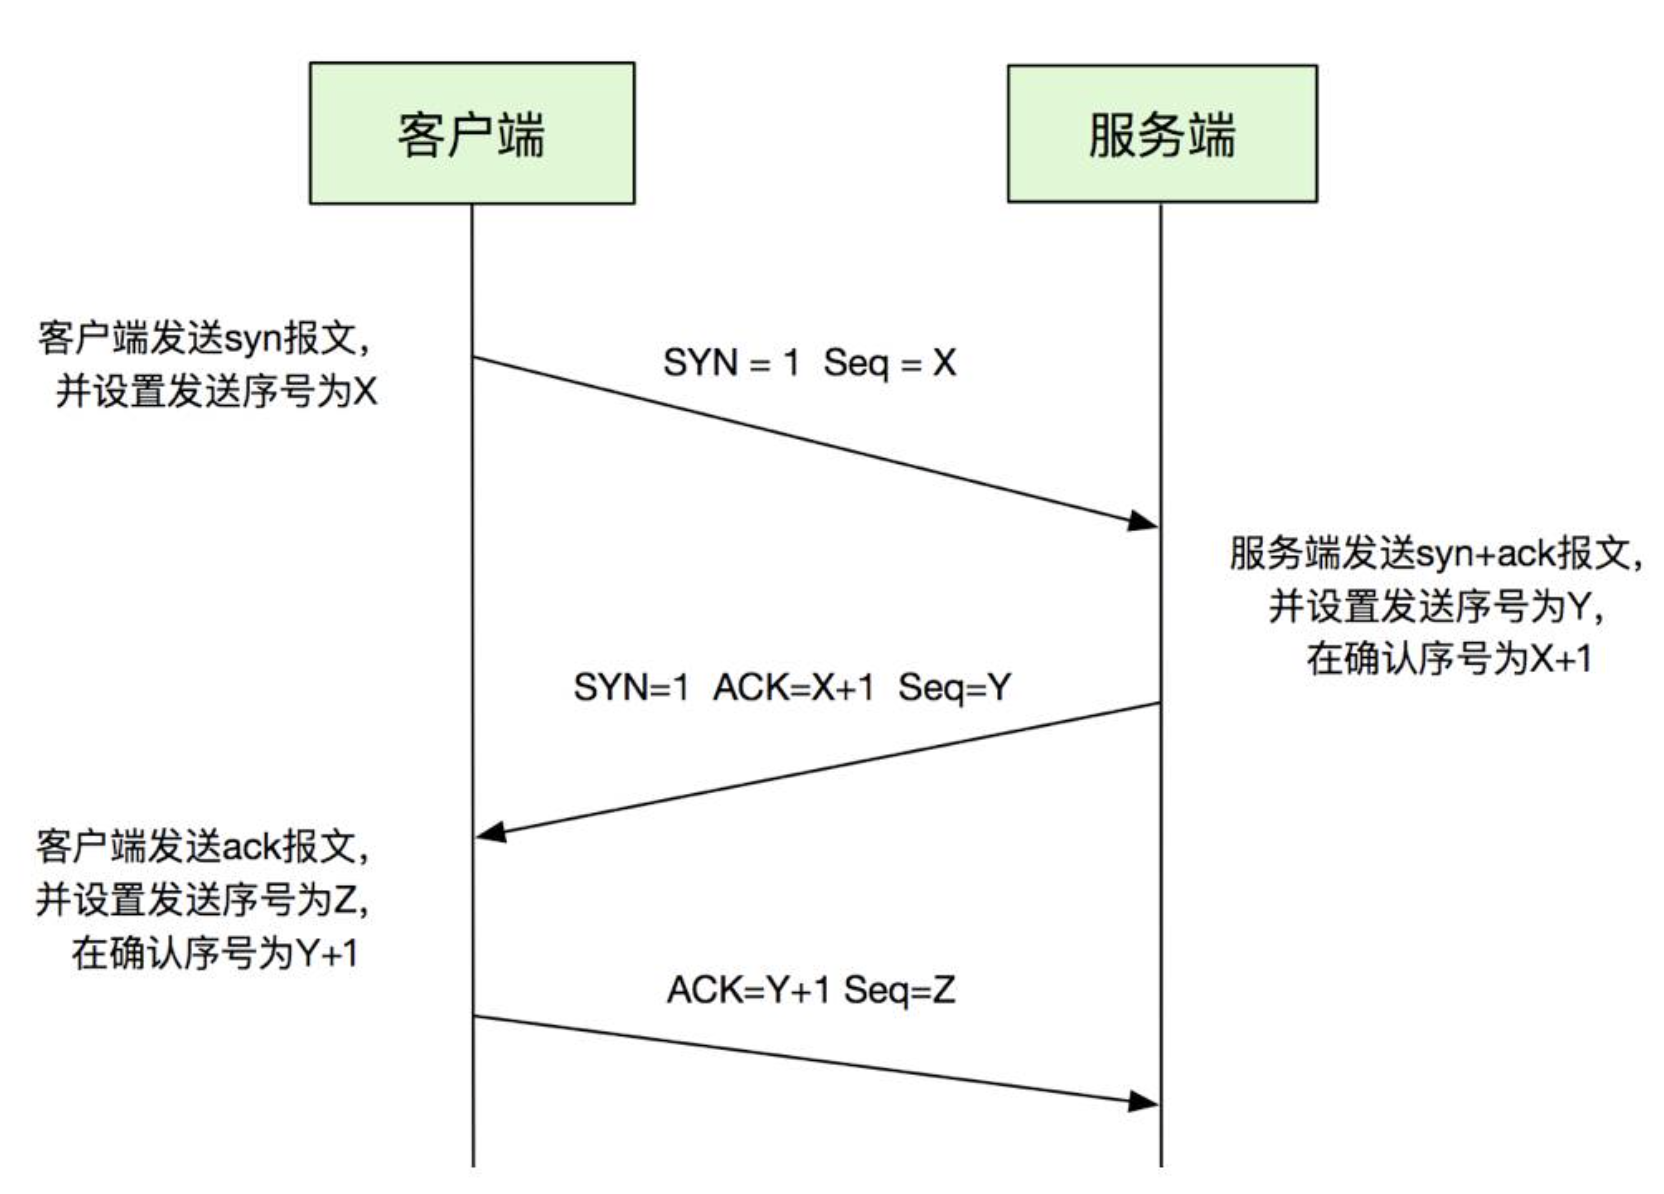 客户端
服务端
客户端发送syn报文，
并设置发送序号为X
SYN = 1 Seq = X
服务端发送syn+ack报文，
并设置发送序号为Y，
在确认序号为X+1
SYN=1 ACK=X+1 Seq=Y
客户端发送ack报文，
并设置发送序号为Z，
在确认序号为Y+1
ACK=Y+1 Seq=Z